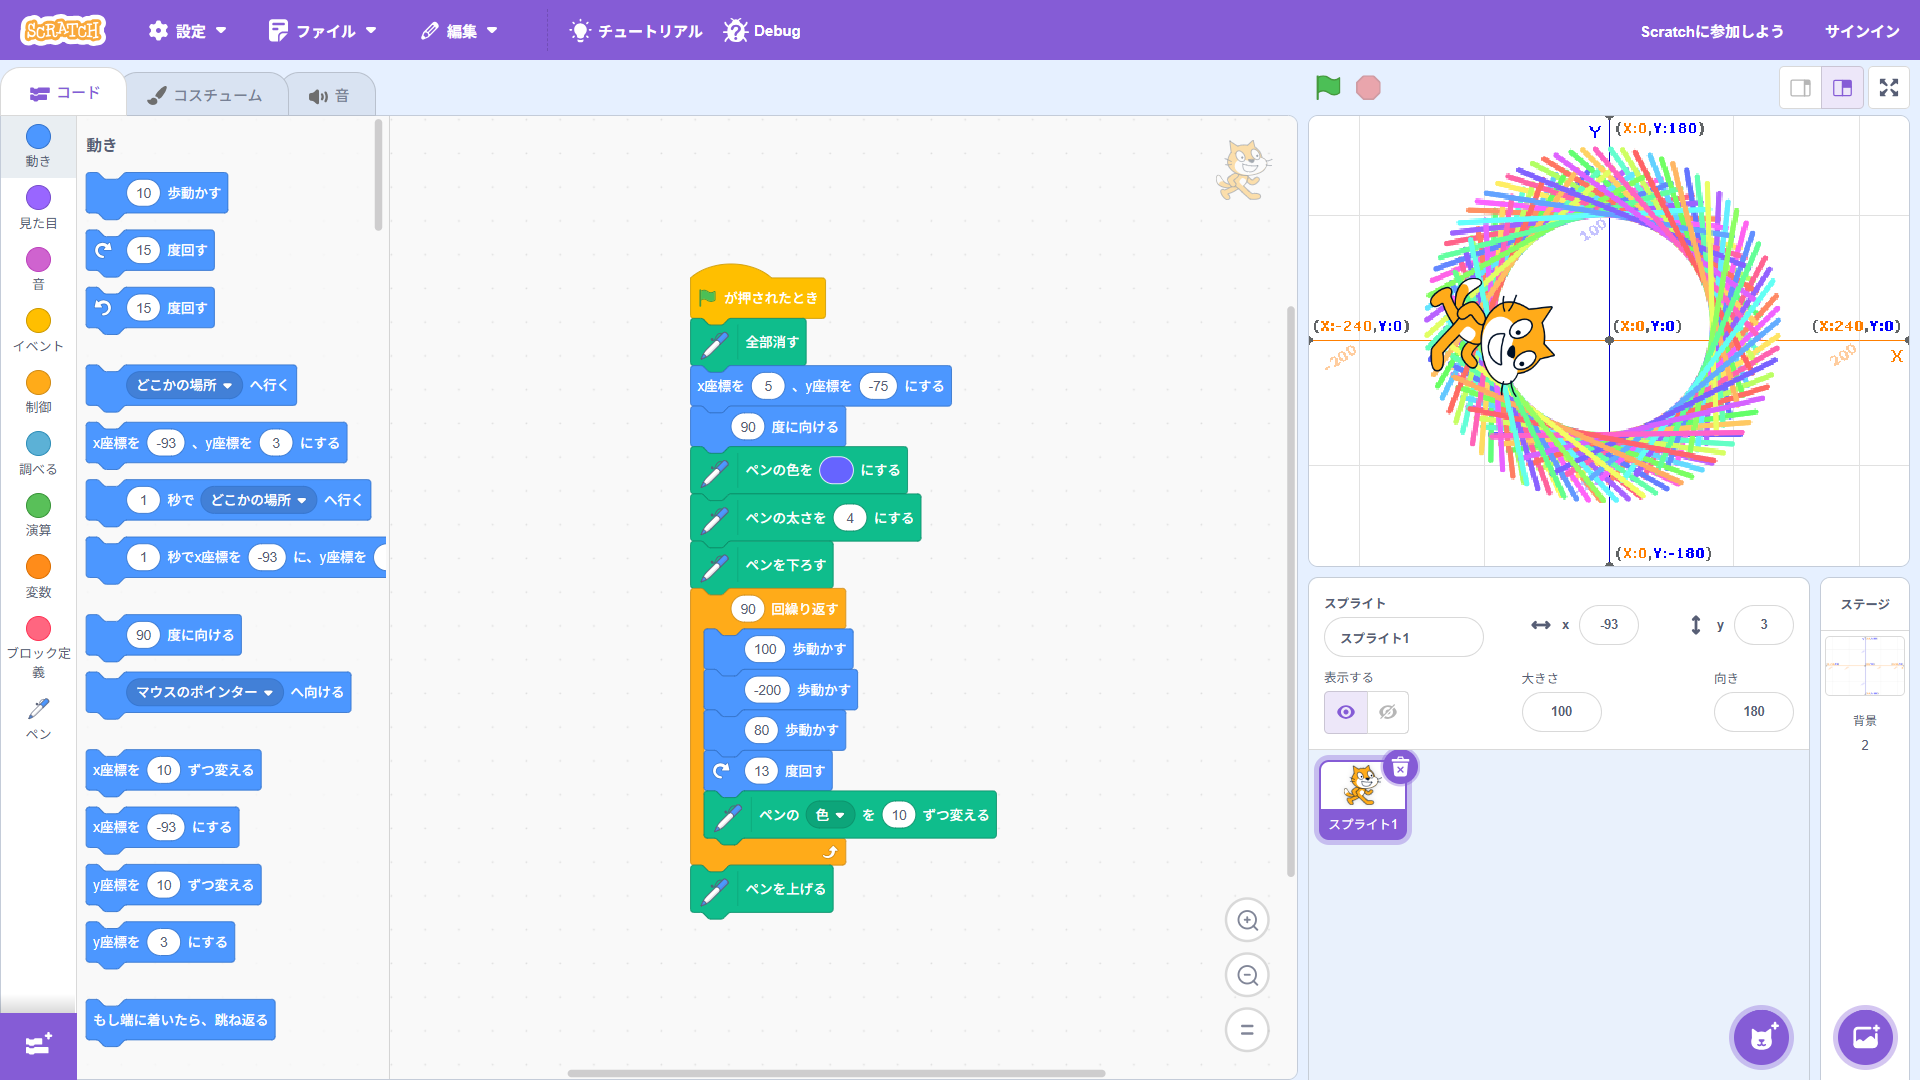 SCRATCH
設定
ファイル
編集
チュートリアル
Debug
Scratchに参加しよう
サインイン
コード
コスチューム
音
動き
見た目
音
イベント
制御
調べる
演算
変数
ブロック定
義
ペン
動き
10 歩動かす
15 度回す
15 度回す
どこかの場所 へ行く
x座標を -93 、y座標を 3 にする
1 秒で どこかの場所 へ行く
1 秒でx座標を -93 に、y座標を
90 度に向ける
マウスのポインター へ向ける
x座標を 10 ずつ変える
x座標を -93 にする
y座標を 10 ずつ変える
y座標を 3 にする
もし端に着いたら、跳ね返る
が押されたとき
全部消す
x座標を 5 、y座標を -75 にする
90 度に向ける
ペンの色を にする
ペンの太さを 4 にする
ペンを下ろす
90 回繰り返す
100 歩動かす
-200 歩動かす
80 歩動かす
13 度回す
ペンの 色 を 10 ずつ変える
ペンを上げる
Y (X:0,Y:180)
100
(X:-240,Y:0) (X:0,Y:0) (X:240,Y:0)
-200 200 X
(X:0,Y:-180)
スプライト
スプライト1
x -93
y 3
表示する
大きさ
100
向き
180
スプライト1
ステージ
背景
2